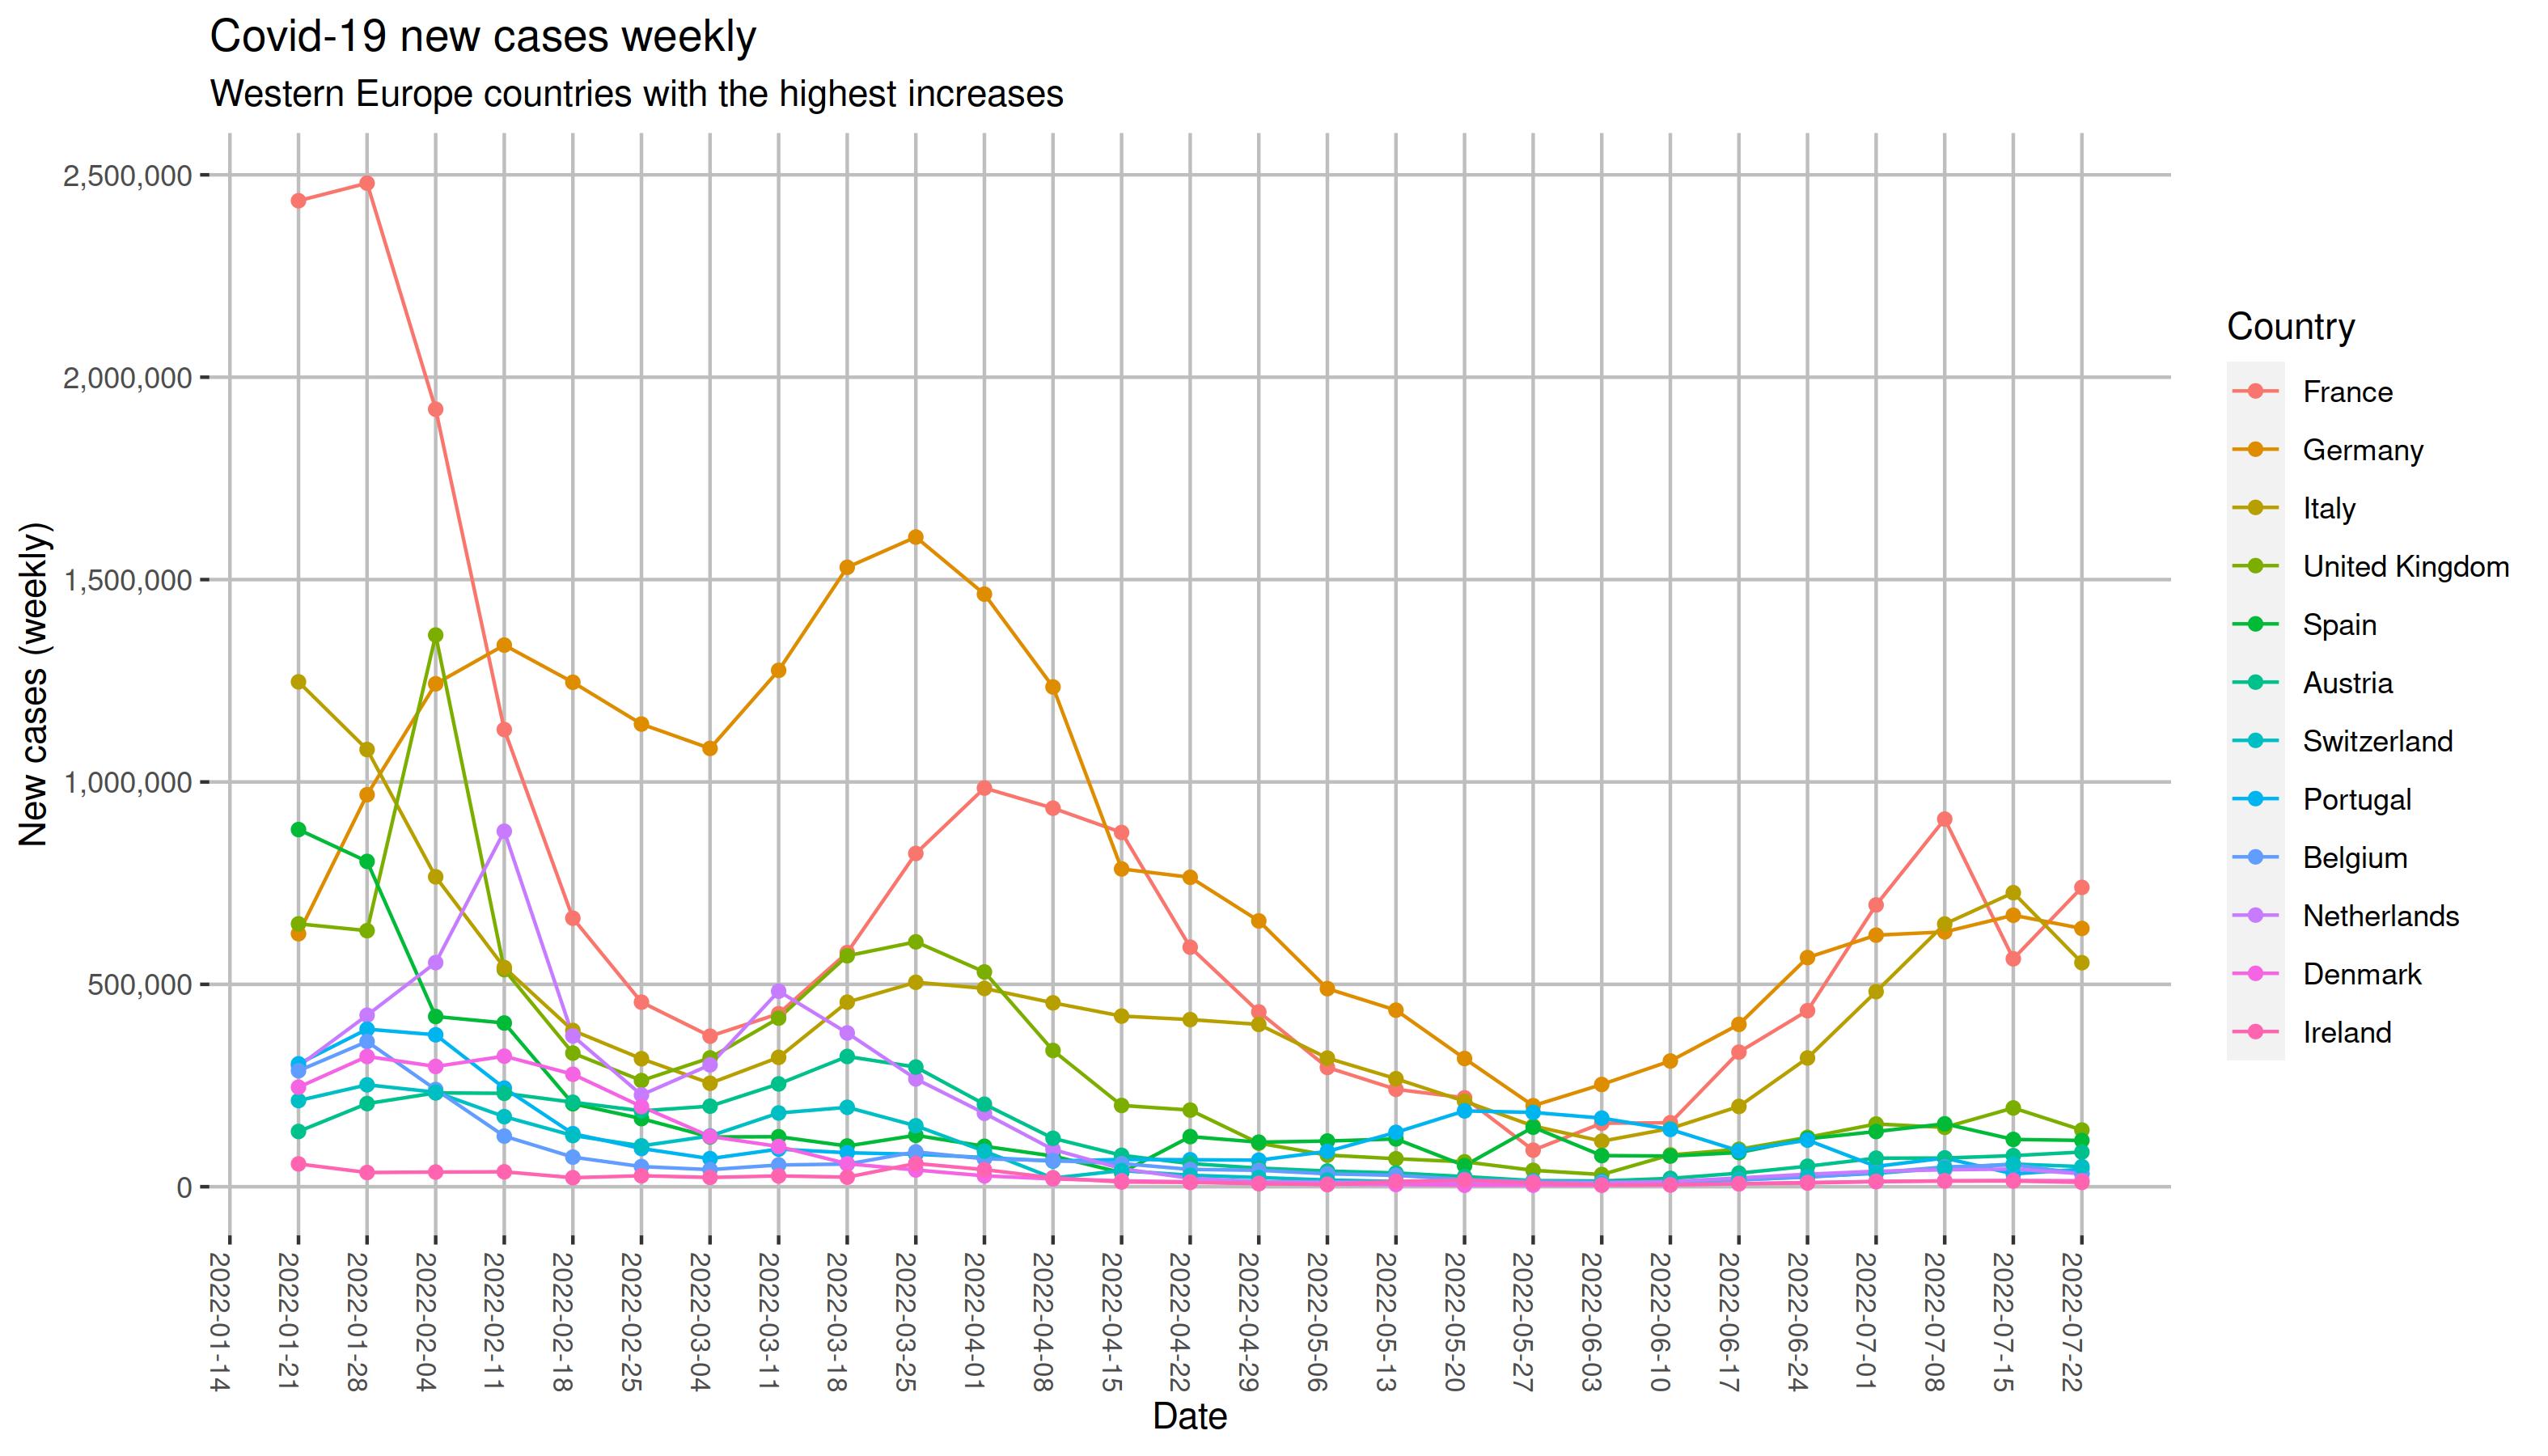 Covid-19 new cases weekly
Western Europe countries with the highest increases
New cases (weekly)
2,500,000
2,000,000
1,500,000
1,000,000
500,000
0
2022-01-14
2022-01-21
2022-01-28
2022-02-04
2022-02-11
2022-02-18
2022-02-25
2022-03-04
2022-03-11
2022-03-18
2022-03-25
2022-04-01
2022-04-08
2022-04-15
2022-04-22
2022-04-29
2022-05-06
2022-05-13
2022-05-20
2022-05-27
2022-06-03
2022-06-10
2022-06-17
2022-06-24
2022-07-01
2022-07-08
2022-07-15
2022-07-22
Date
Country
France
Germany
Italy
United Kingdom
Spain
Austria
Switzerland
Portugal
Belgium
Netherlands
Denmark
Ireland